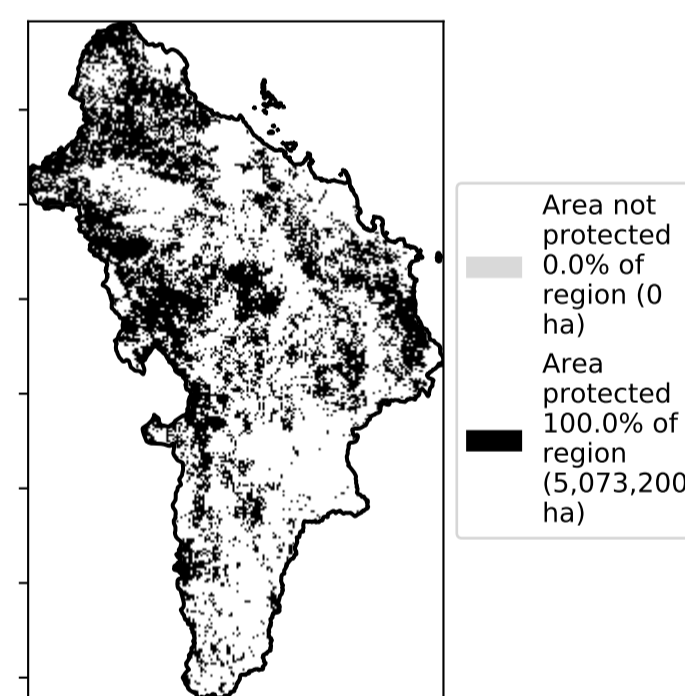 Area not
protected
0.0% of
region (0
ha)
Area
protected
100.0% of
region
(5,073,200
ha)